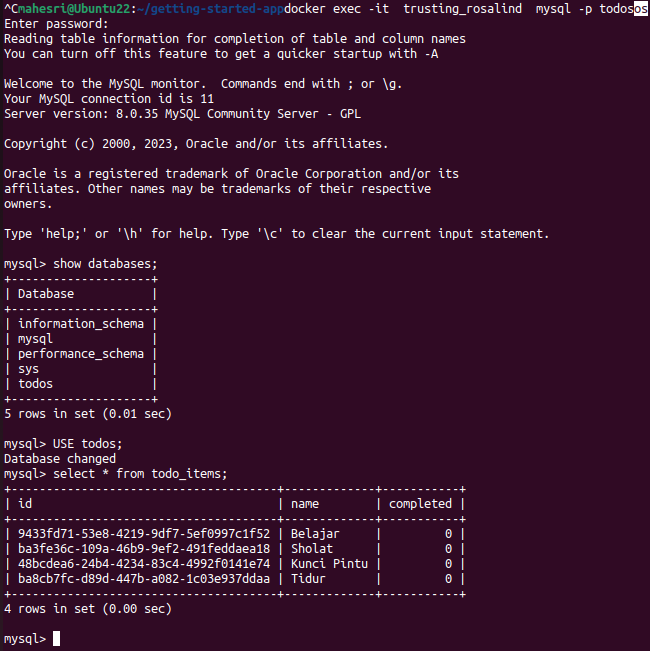 ^Cmahesri@Ubuntu22:~/getting-started-appdocker exec -it  trusting_rosalind  mysql -p todosos
Enter password:
Reading table information for completion of table and column names
You can turn off this feature to get a quicker startup with -A

Welcome to the MySQL monitor.  Commands end with ; or \g.
Your MySQL connection id is 11
Server version: 8.0.35 MySQL Community Server - GPL

Copyright (c) 2000, 2023, Oracle and/or its affiliates.

Oracle is a registered trademark of Oracle Corporation and/or its
affiliates. Other names may be trademarks of their respective
owners.

Type 'help;' or '\h' for help. Type '\c' to clear the current input statement.

mysql> show databases;
+--------------------+
| Database           |
+--------------------+
| information_schema |
| mysql              |
| performance_schema |
| sys                |
| todos              |
+--------------------+
5 rows in set (0.01 sec)

mysql> USE todos;
Database changed
mysql> select * from todo_items;
+--------------------------------------+-------------+-----------+
| id                                   | name        | completed |
+--------------------------------------+-------------+-----------+
| 9433fd71-53e8-4219-9df7-5ef0997c1f52 | Belajar     |         0 |
| ba3fe36c-109a-46b9-9ef2-491feddaea18 | Sholat      |         0 |
| 48bcdea6-24b4-4234-83c4-4992f0141e74 | Kunci Pintu |         0 |
| ba8cb7fc-d89d-447b-a082-1c03e937ddaa | Tidur       |         0 |
+--------------------------------------+-------------+-----------+
4 rows in set (0.00 sec)

mysql>